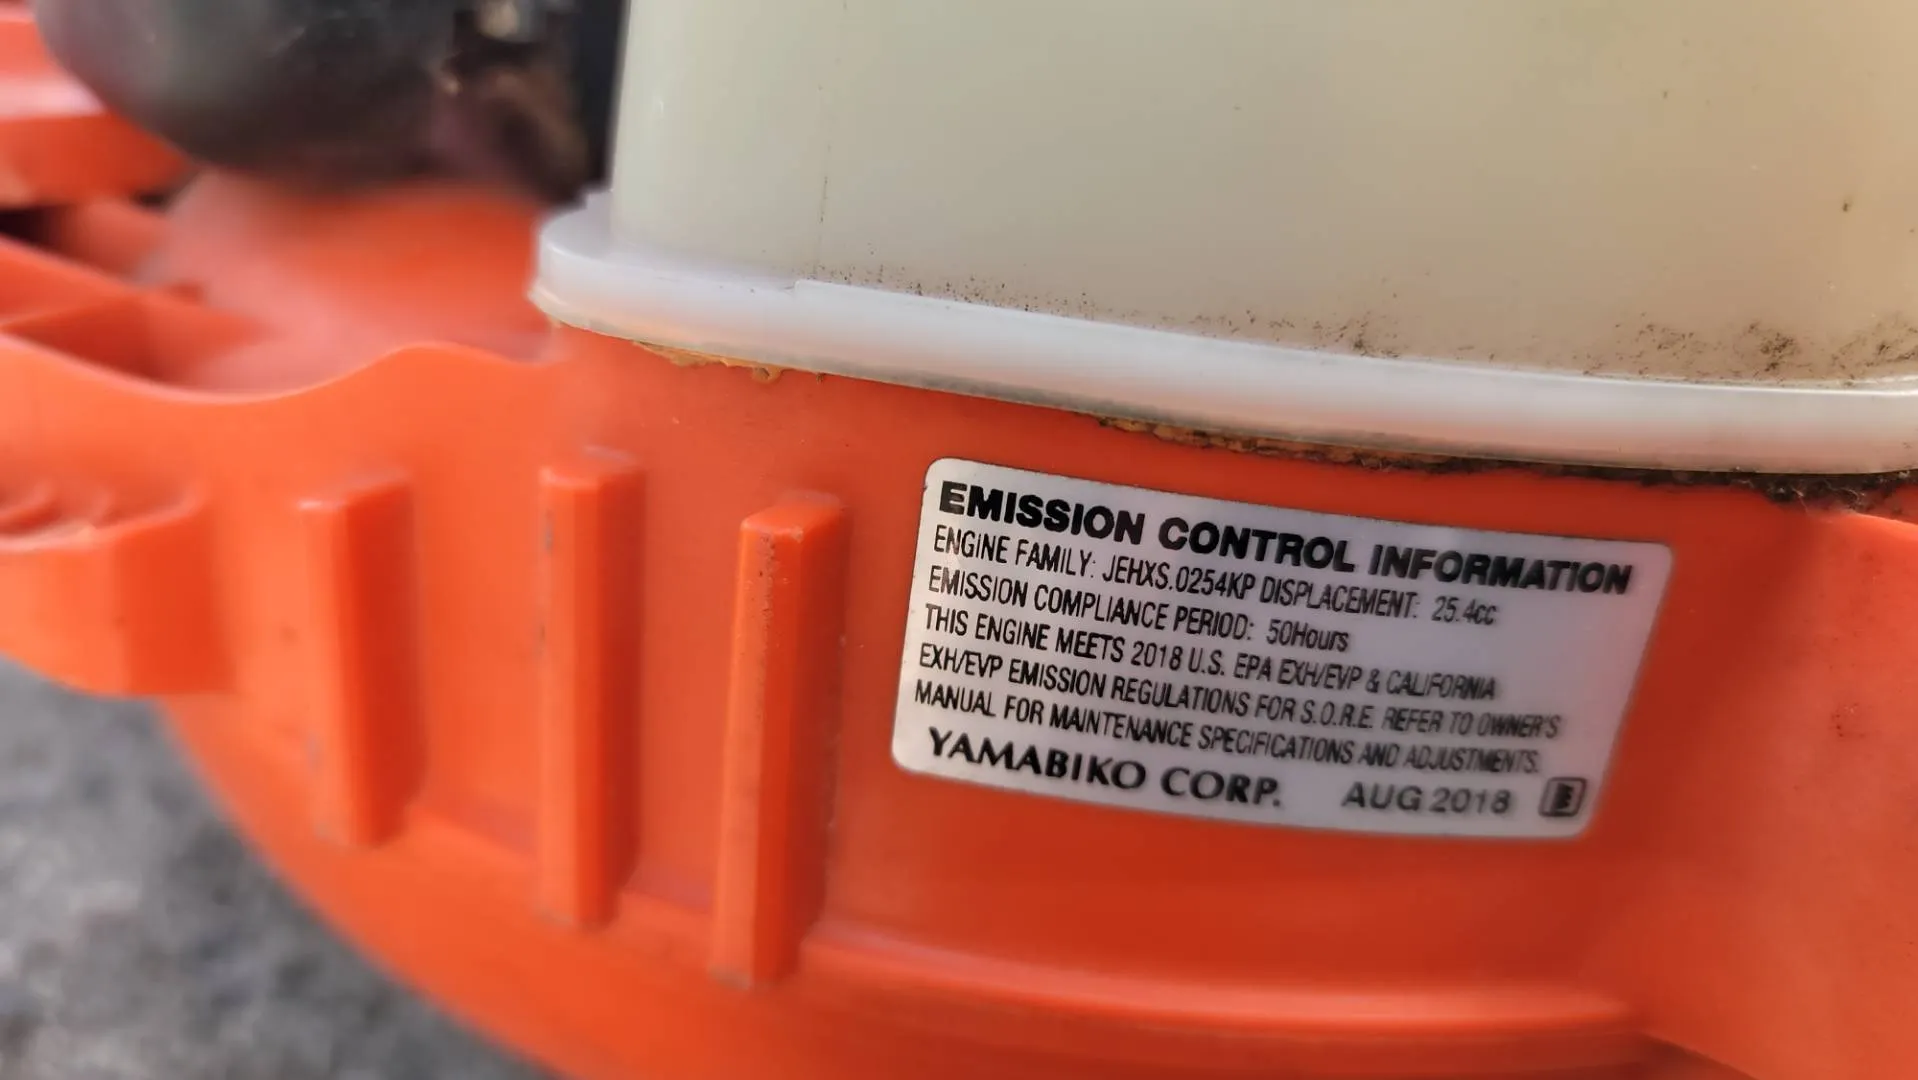 EMISSION CONTROL INFORMATION
ENGINE FAMILY: JEHXS.0254KP DISPLACEMENT: 25.4cc
EMISSION COMPLIANCE PERIOD: 50Hours
THIS ENGINE MEETS 2018 U.S. EPA EXH/EVP & CALIFORNIA
EXH/EVP EMISSION REGULATIONS FOR S.O.R.E. REFER TO OWNER'S
MANUAL FOR MAINTENANCE SPECIFICATIONS AND ADJUSTMENTS.
YAMABIKO CORP. AUG 2018